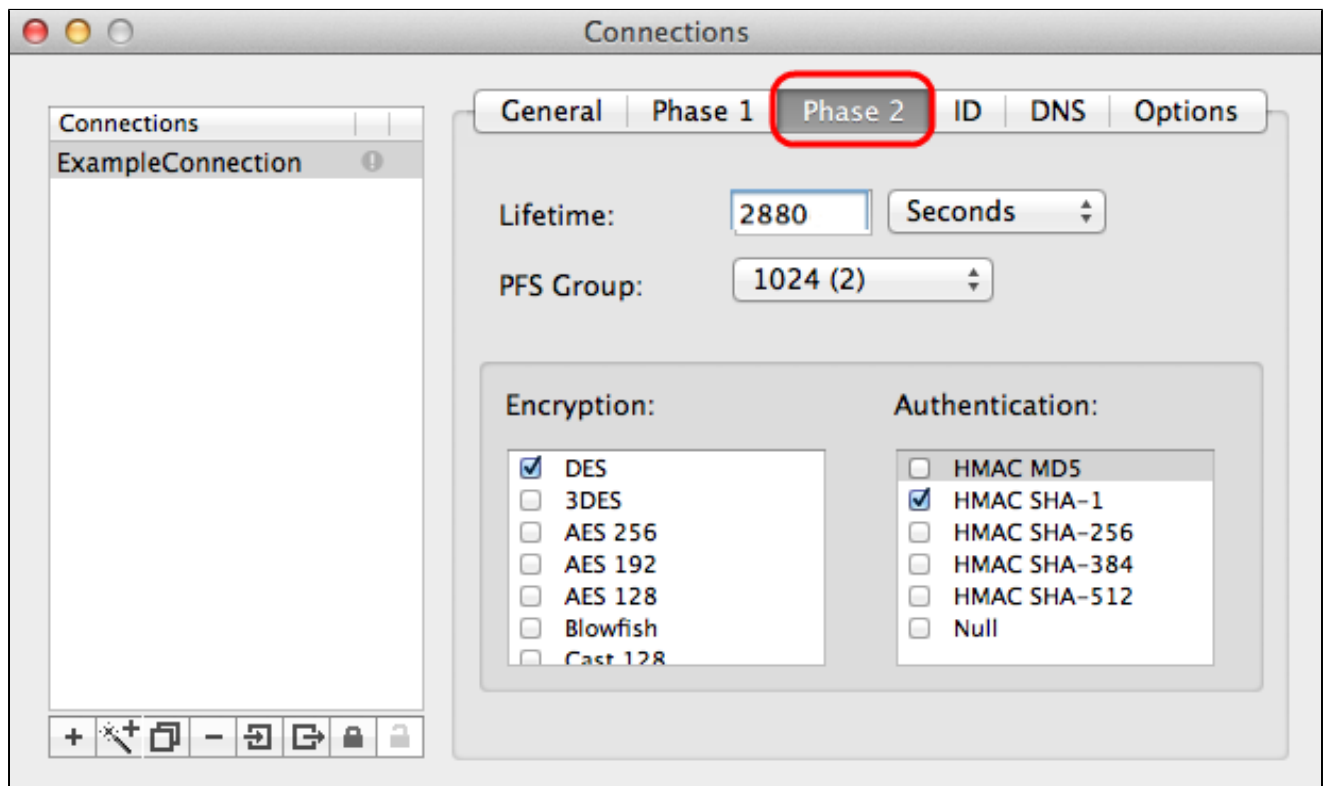 Connections
General Phase 1 Phase 2 ID DNS Options
Connections
ExampleConnection
Lifetime: 2880 Seconds
PFS Group: 1024 (2)
Encryption: Authentication:
DES HMAC MD5
3DES HMAC SHA-1
AES 256 HMAC SHA-256
AES 192 HMAC SHA-384
AES 128 HMAC SHA-512
Blowfish Null
Cast 128